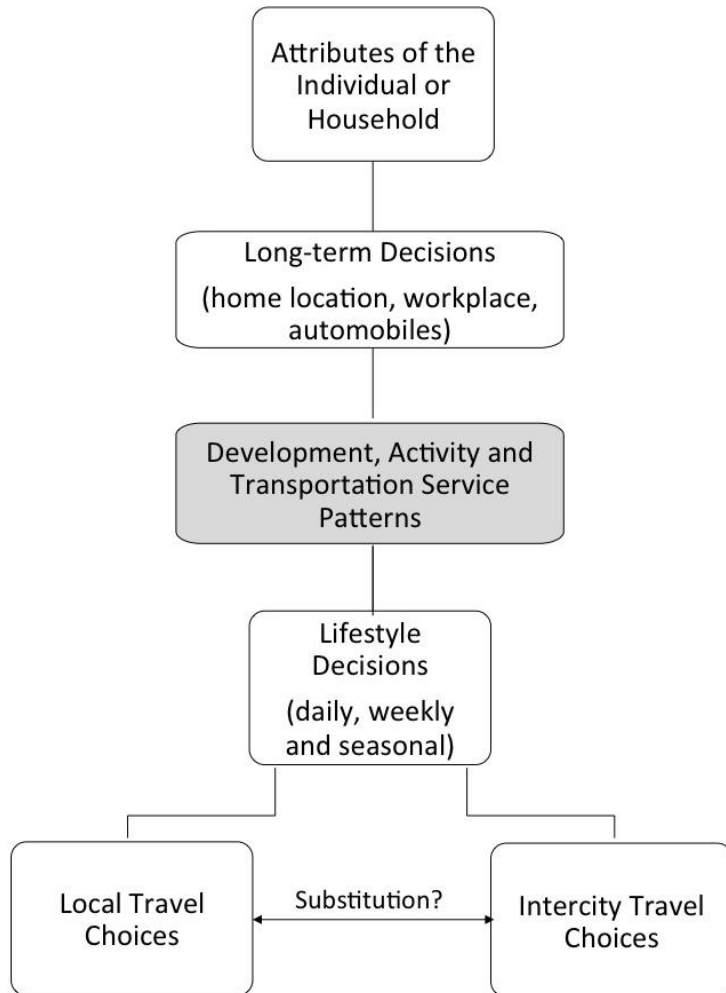 Attributes of the
Individual or
Household
Long-term Decisions
(home location, workplace,
automobiles)
Development, Activity and
Transportation Service
Patterns
Lifestyle
Decisions
(daily, weekly
and seasonal)
Local Travel
Choices
Substitution?
Intercity Travel
Choices